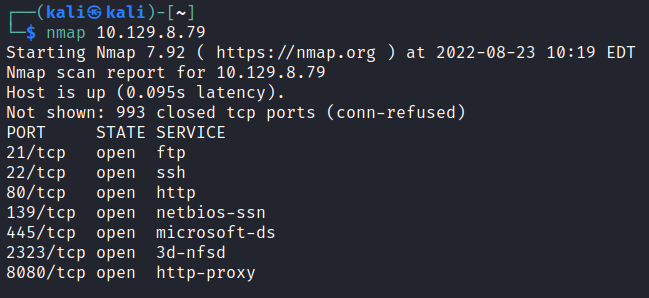 ┌──(kali㉿kali)-[~]
└─$ nmap 10.129.8.79
Starting Nmap 7.92 ( https://nmap.org ) at 2022-08-23 10:19 EDT
Nmap scan report for 10.129.8.79
Host is up (0.095s latency).
Not shown: 993 closed tcp ports (conn-refused)
PORT     STATE SERVICE
21/tcp   open  ftp
22/tcp   open  ssh
80/tcp   open  http
139/tcp  open  netbios-ssn
445/tcp  open  microsoft-ds
2323/tcp open  3d-nfsd
8080/tcp open  http-proxy